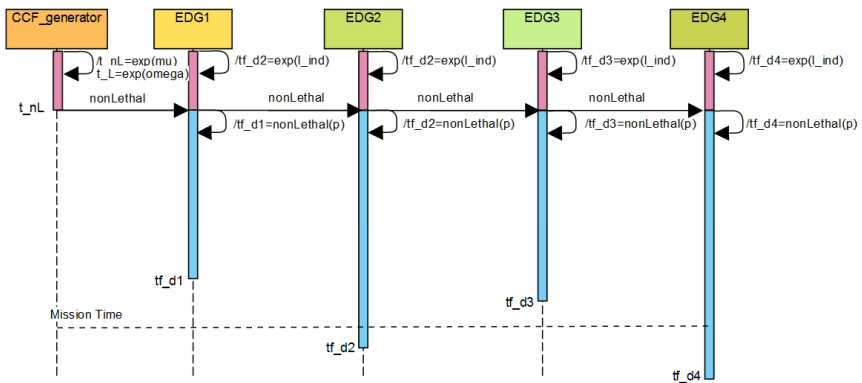 CCF_generator EDG1 EDG2 EDG3 EDG4
/t_nL=exp(mu) /tf_d2=exp(l_ind) /tf_d2=exp(l_ind) /tf_d3=exp(l_ind) /tf_d4=exp(l_ind)
t_L=exp(omega)
nonLethal nonLethal nonLethal nonLethal
t_nL
/tf_d1=nonLethal(p) /tf_d2=nonLethal(p) /tf_d3=nonLethal(p) /tf_d4=nonLethal(p)
tf_d1
tf_d3
Mission Time
tf_d2
tf_d4